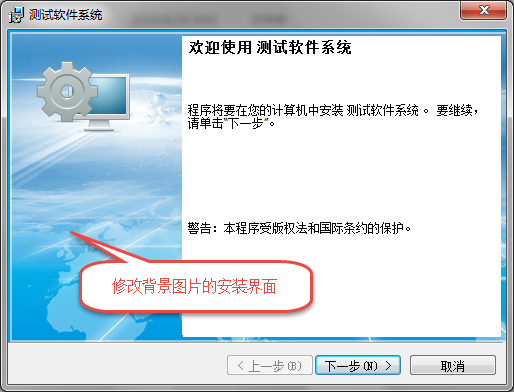 测试软件系统
欢迎使用 测试软件系统
程序将要在您的计算机中安装 测试软件系统 。 要继续，
请单击“下一步”。
警告：本程序受版权法和国际条约的保护。
修改背景图片的安装界面
< 上一步(B)
下一步(N) >
取消